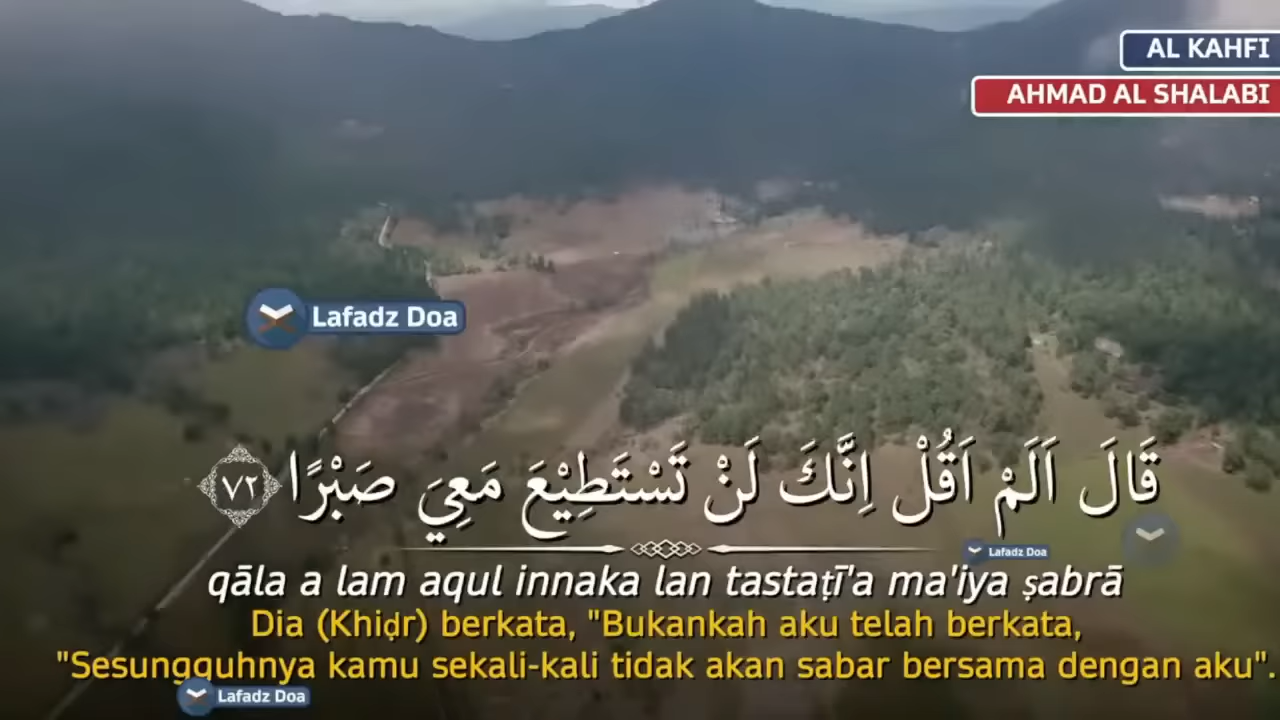 AL KAHFI
AHMAD AL SHALABI
Lafadz Doa
قَالَ اَلَمْ اَقُلْ اِنَّكَ لَنْ تَسْتَطِيْعَ مَعِيَ صَبْرًا ٧٢
Lafadz Doa
qāla a lam aqul innaka lan tastaṭī'a ma'iya ṣabrā
Dia (Khiḍr) berkata, "Bukankah aku telah berkata,
"Sesungguhnya kamu sekali-kali tidak akan sabar bersama dengan aku".
Lafadz Doa